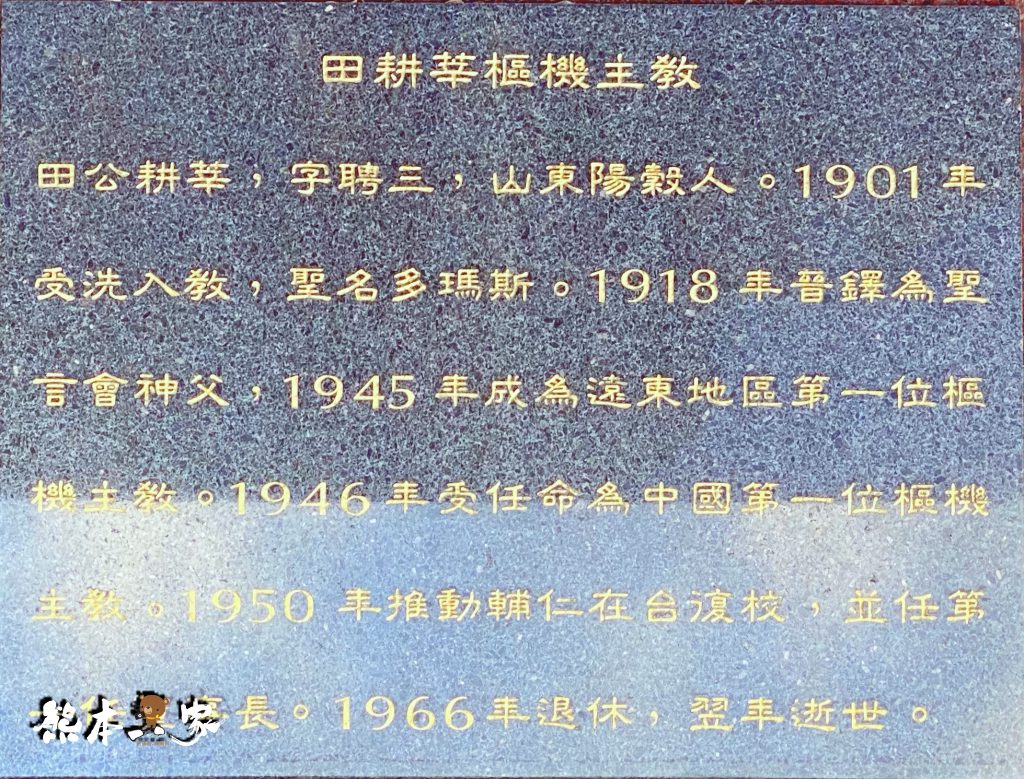 田耕莘樞機主教
田公耕莘，字聘三，山東陽穀人。1901年
受洗入教，聖名多瑪斯。1918年晉鐸為聖
言會神父，1945年成為遠東地區第一位樞
機主教。1946年受任命為中國第一位樞機
主教。1950年推動輔仁在台復校，並任第
長。1966年退休，翌年逝世。
熊本一家